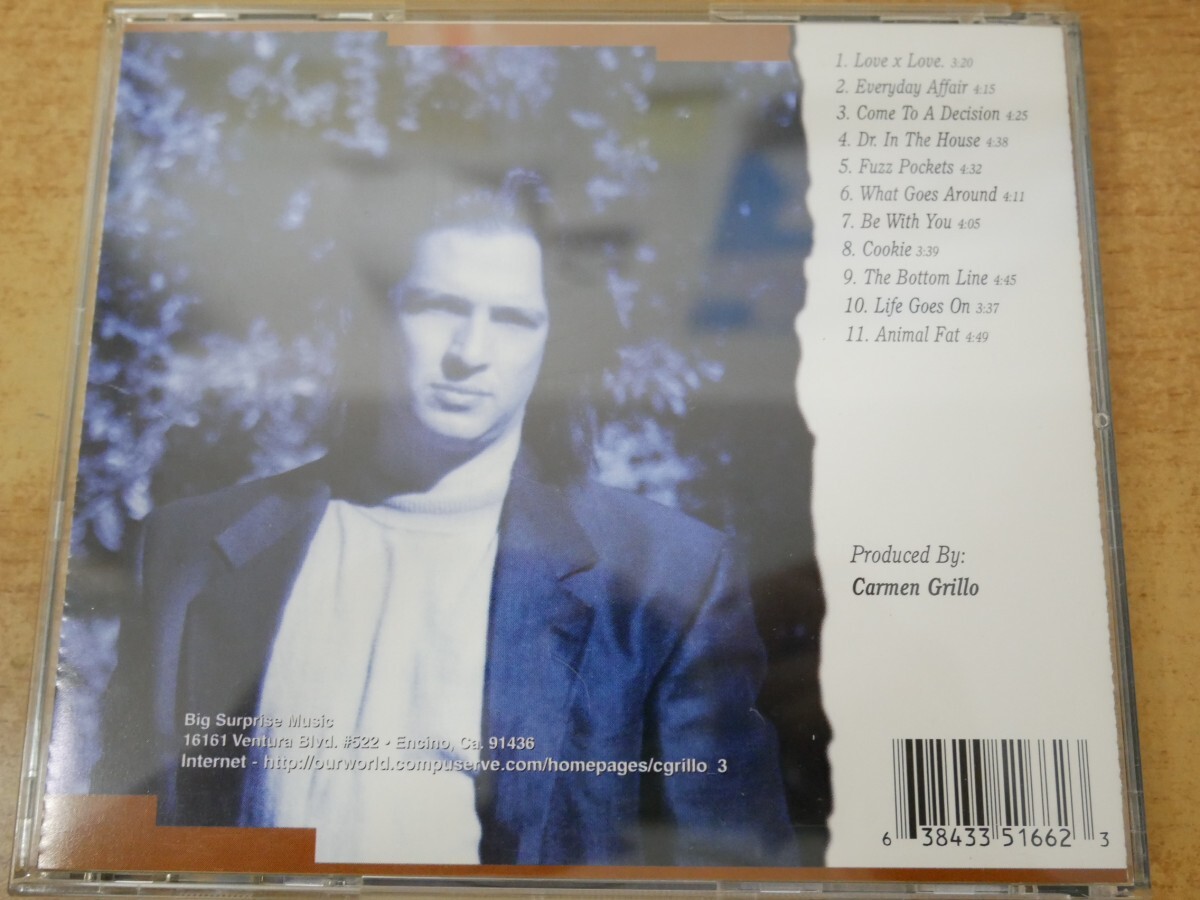 1. Love x Love. 3:20
2. Everyday Affair 4:15
3. Come To A Decision 4:25
4. Dr. In The House 4:38
5. Fuzz Pockets 4:32
6. What Goes Around 4:11
7. Be With You 4:05
8. Cookie 3:39
9. The Bottom Line 4:45
10. Life Goes On 3:37
11. Animal Fat 4:49
Produced By:
Carmen Grillo
Big Surprise Music
16161 Ventura Blvd. #522 • Encino, Ca. 91436
Internet - http://ourworld.compuserve.com/homepages/cgrillo_3
6 38433 51662 3